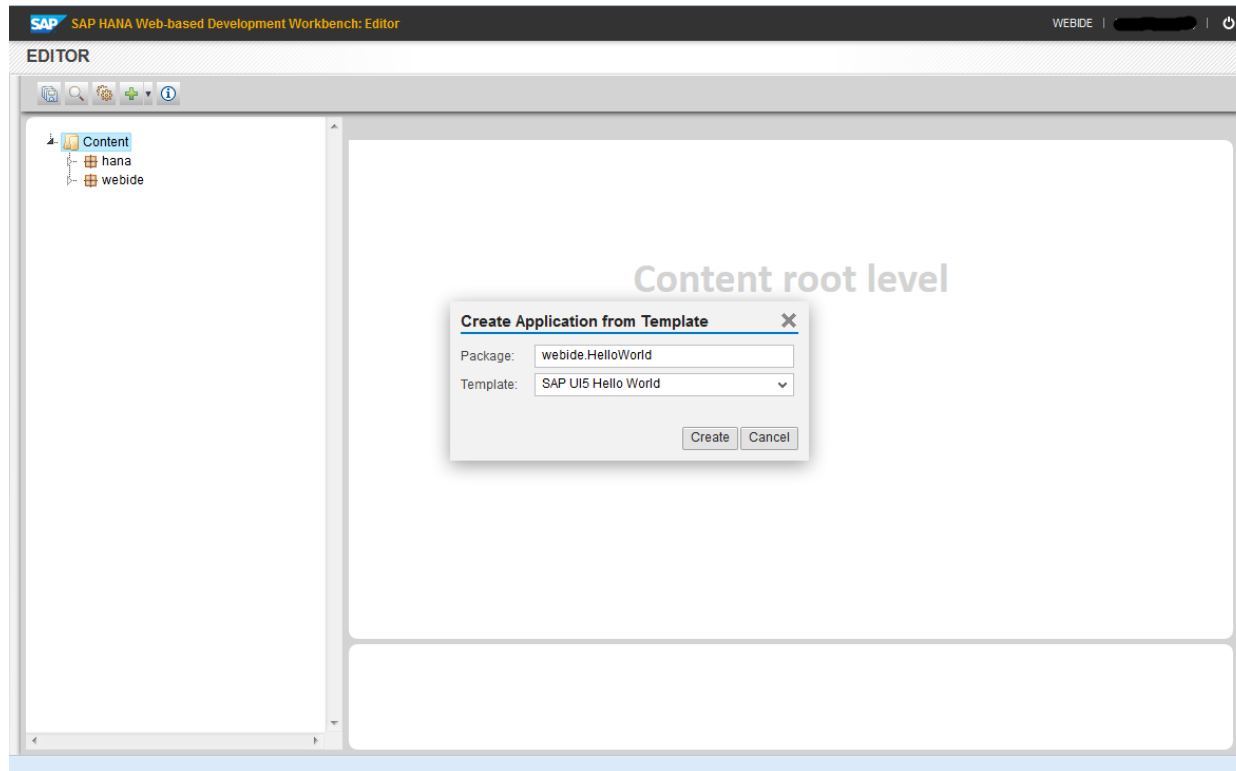 SAP SAP HANA Web-based Development Workbench: Editor WEBIDE | |
EDITOR
Content
hana
webide
Content root level
Create Application from Template
Package: webide.HelloWorld
Template: SAP UI5 Hello World
Create Cancel